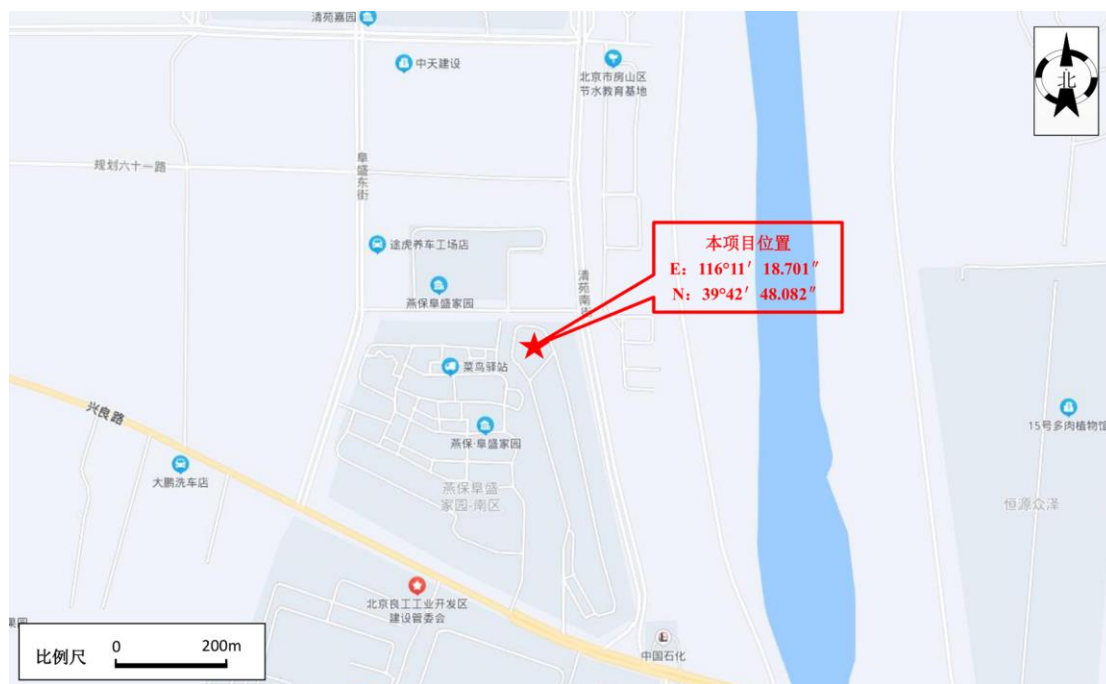 清苑嘉园
中天建设
北京市房山区
节水教育基地
北
规划六十一路
阜盛东街
途虎养车工场店
燕保阜盛家园
清苑南街
本项目位置
E：116°11′ 18.701″
N：39°42′ 48.082″
菜鸟驿站
兴良路
燕保·阜盛家园
15号多肉植物馆
大鹏洗车店
燕保阜盛
家园-南区
恒源众泽
北京良工工业开发区
建设管委会
中国石化
比例尺
0
200m